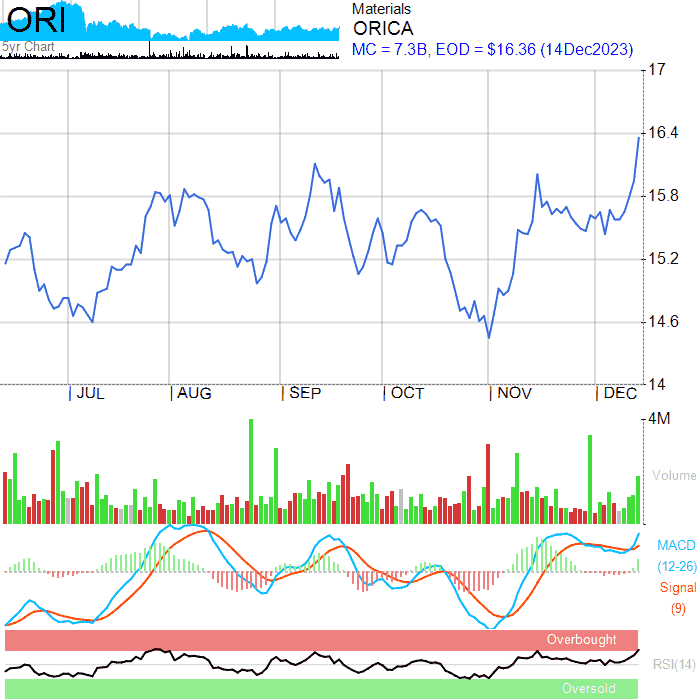 ORI
5yr Chart
Materials
ORICA
MC = 7.3B, EOD = $16.36 (14Dec2023)
17
16.4
15.8
15.2
14.6
14
JUL AUG SEP OCT NOV DEC
4M
Volume
MACD
(12-26)
Signal
(9)
Overbought
RSI(14)
Oversold